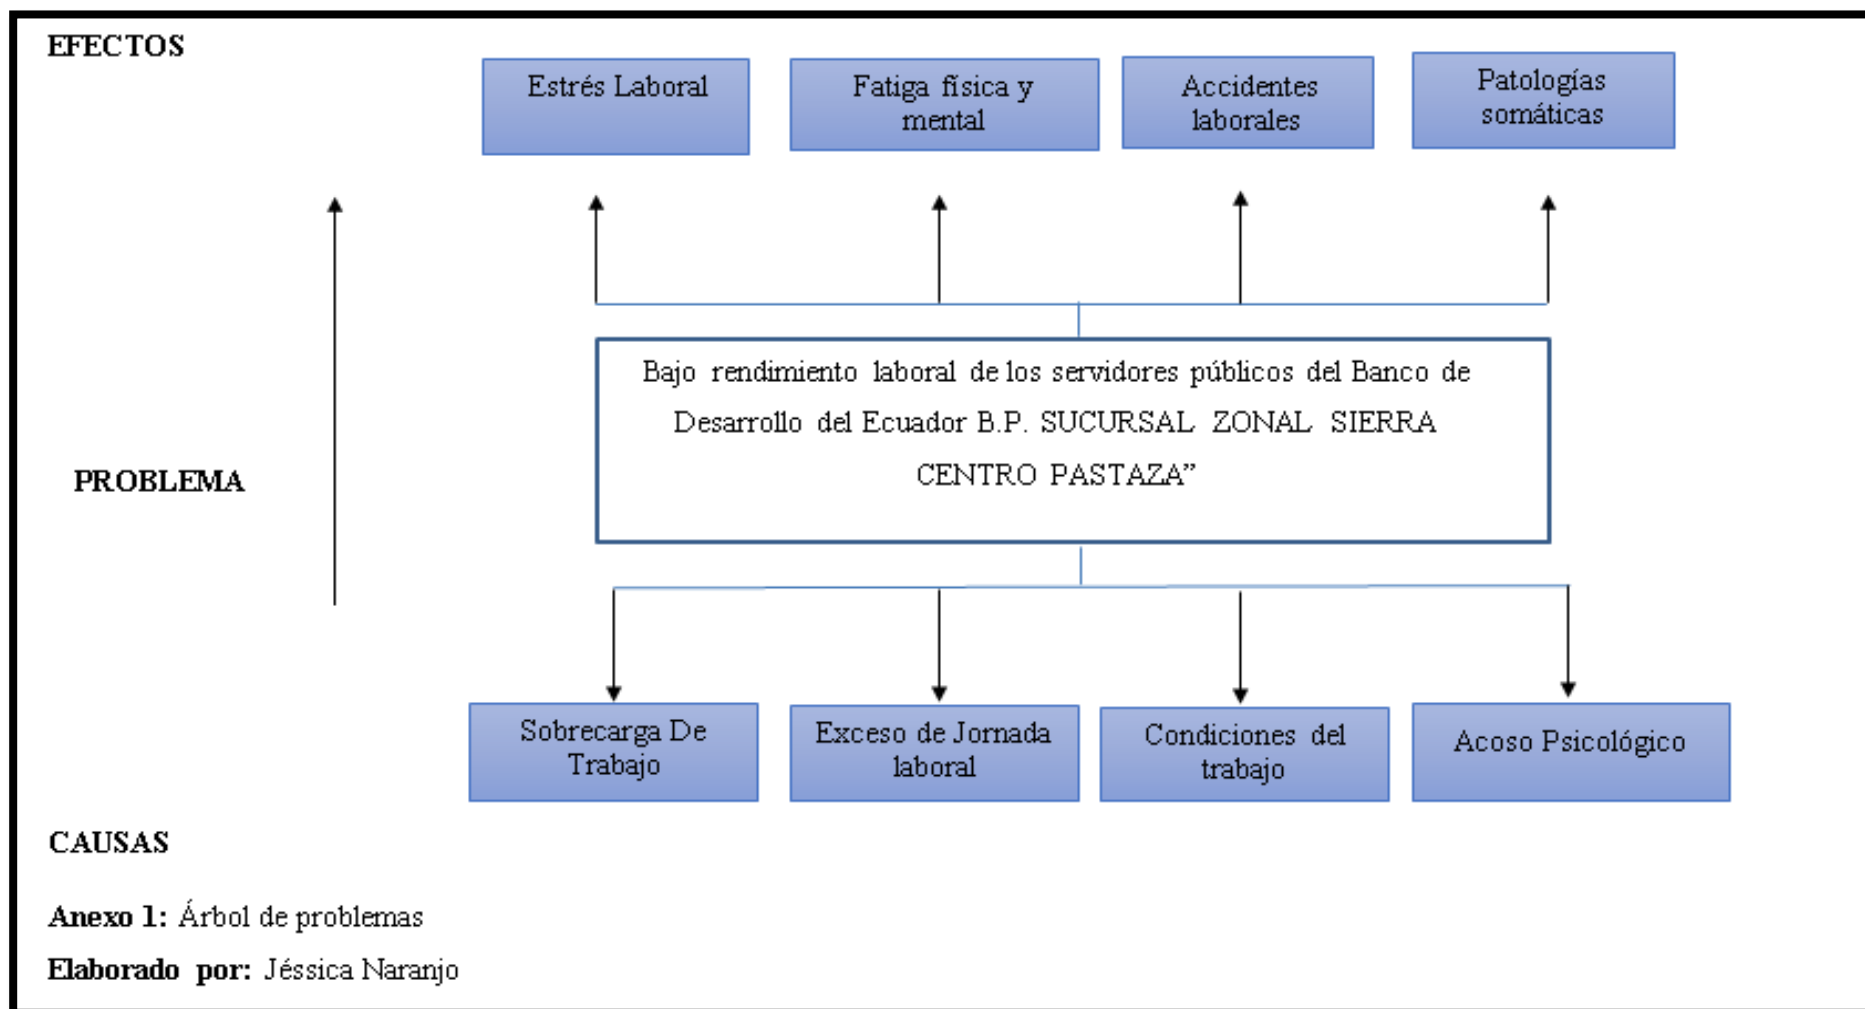 EFECTOS
Estrés Laboral
Fatiga física y
mental
Accidentes
laborales
Patologías
somáticas
Bajo rendimiento laboral de los servidores públicos del Banco de
Desarrollo del Ecuador B.P. SUCURSAL ZONAL SIERRA
CENTRO PASTAZA”
PROBLEMA
Sobrecarga De
Trabajo
Exceso de Jornada
laboral
Condiciones del
trabajo
Acoso Psicológico
CAUSAS
Anexo 1: Árbol de problemas
Elaborado por: Jéssica Naranjo